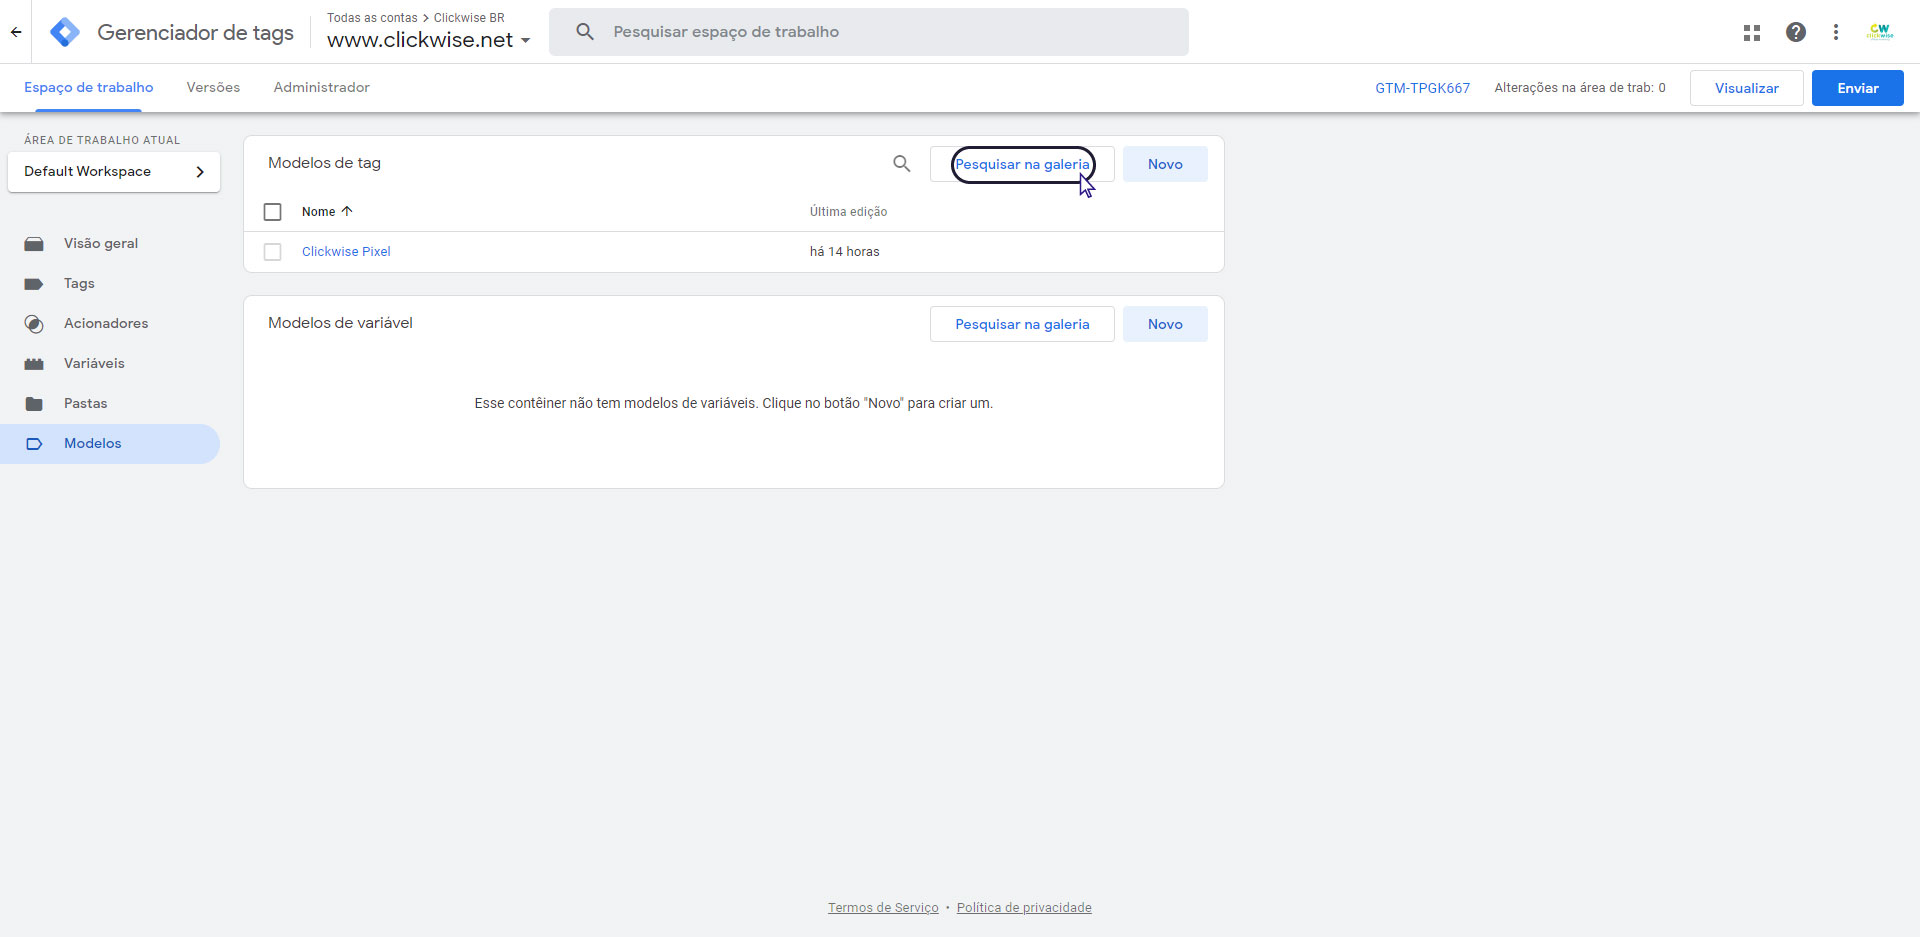 Todas as contas > Clickwise BR
Gerenciador de tags
www.clickwise.net
Pesquisar espaço de trabalho
CW
clickwise
Espaço de trabalho
Versões
Administrador
GTM-TPGK667
Alterações na área de trab: 0
Visualizar
Enviar
ÁREA DE TRABALHO ATUAL
Default Workspace
Visão geral
Tags
Acionadores
Variáveis
Pastas
Modelos
Modelos de tag
Pesquisar na galeria
Novo
Nome
Última edição
Clickwise Pixel
há 14 horas
Modelos de variável
Pesquisar na galeria
Novo
Esse contêiner não tem modelos de variáveis. Clique no botão "Novo" para criar um.
Termos de Serviço • Política de privacidade